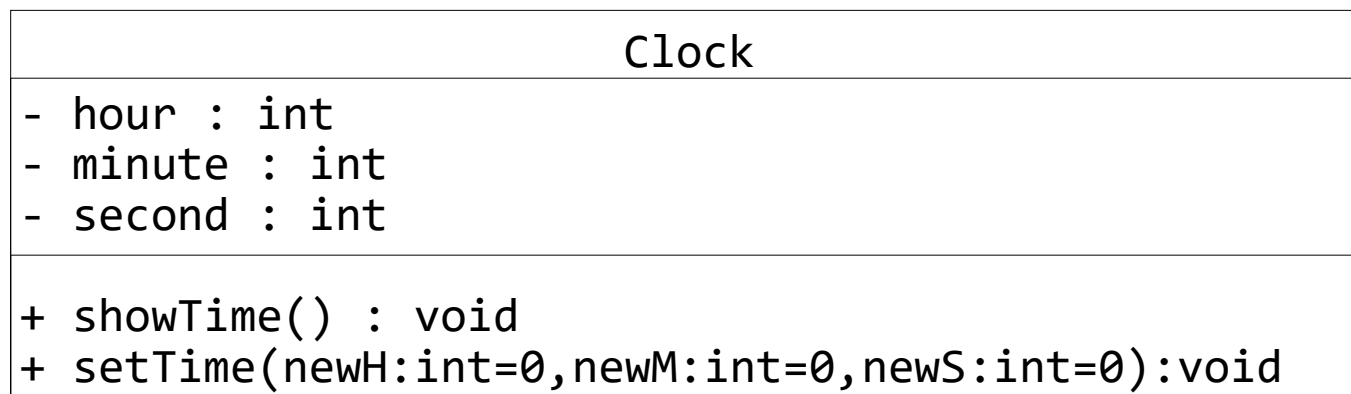 Clock
- hour : int
- minute : int
- second : int
+ showTime() : void
+ setTime(newH:int=0,newM:int=0,newS:int=0):void